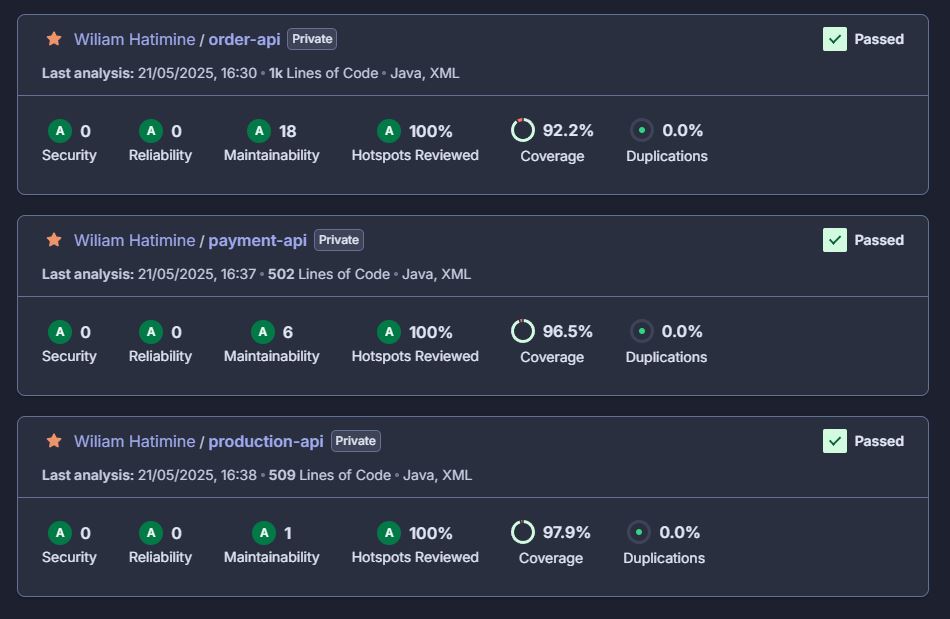 Wiliam Hatimine / order-api Private Passed
Last analysis: 21/05/2025, 16:30 • 1k Lines of Code • Java, XML
A 0 A 0 A 18 A 100% 92.2% 0.0%
Security Reliability Maintainability Hotspots Reviewed Coverage Duplications
Wiliam Hatimine / payment-api Private Passed
Last analysis: 21/05/2025, 16:37 • 502 Lines of Code • Java, XML
A 0 A 0 A 6 A 100% 96.5% 0.0%
Security Reliability Maintainability Hotspots Reviewed Coverage Duplications
Wiliam Hatimine / production-api Private Passed
Last analysis: 21/05/2025, 16:38 • 509 Lines of Code • Java, XML
A 0 A 0 A 1 A 100% 97.9% 0.0%
Security Reliability Maintainability Hotspots Reviewed Coverage Duplications